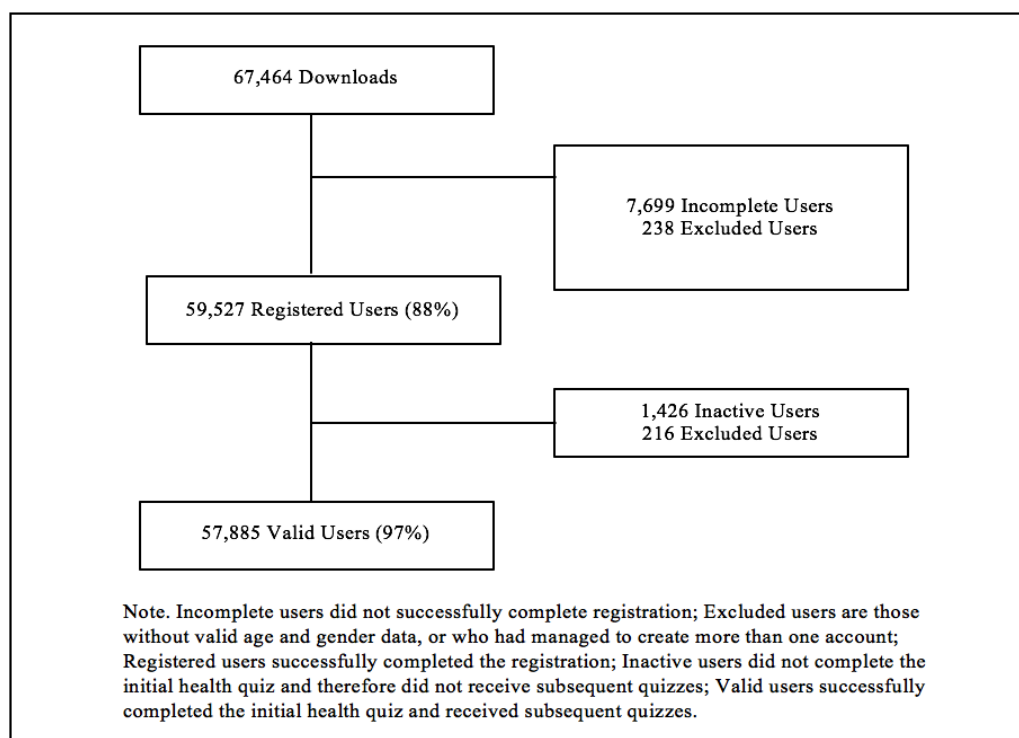 67,464 Downloads
7,699 Incomplete Users
238 Excluded Users
59,527 Registered Users (88%)
1,426 Inactive Users
216 Excluded Users
57,885 Valid Users (97%)
Note. Incomplete users did not successfully complete registration; Excluded users are those
without valid age and gender data, or who had managed to create more than one account;
Registered users successfully completed the registration; Inactive users did not complete the
initial health quiz and therefore did not receive subsequent quizzes; Valid users successfully
completed the initial health quiz and received subsequent quizzes.